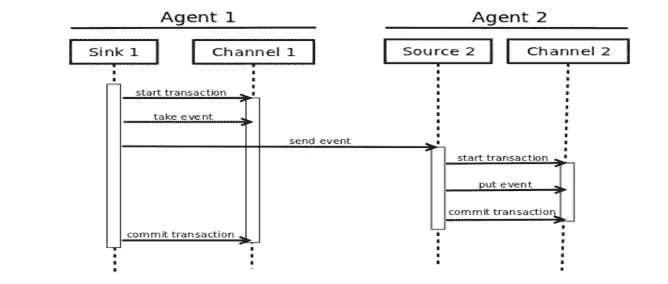 Agent 1
Agent 2
Sink 1
Channel 1
Source 2
Channel 2
start transaction
take event
send event
start transaction
put event
commit transaction
commit transaction